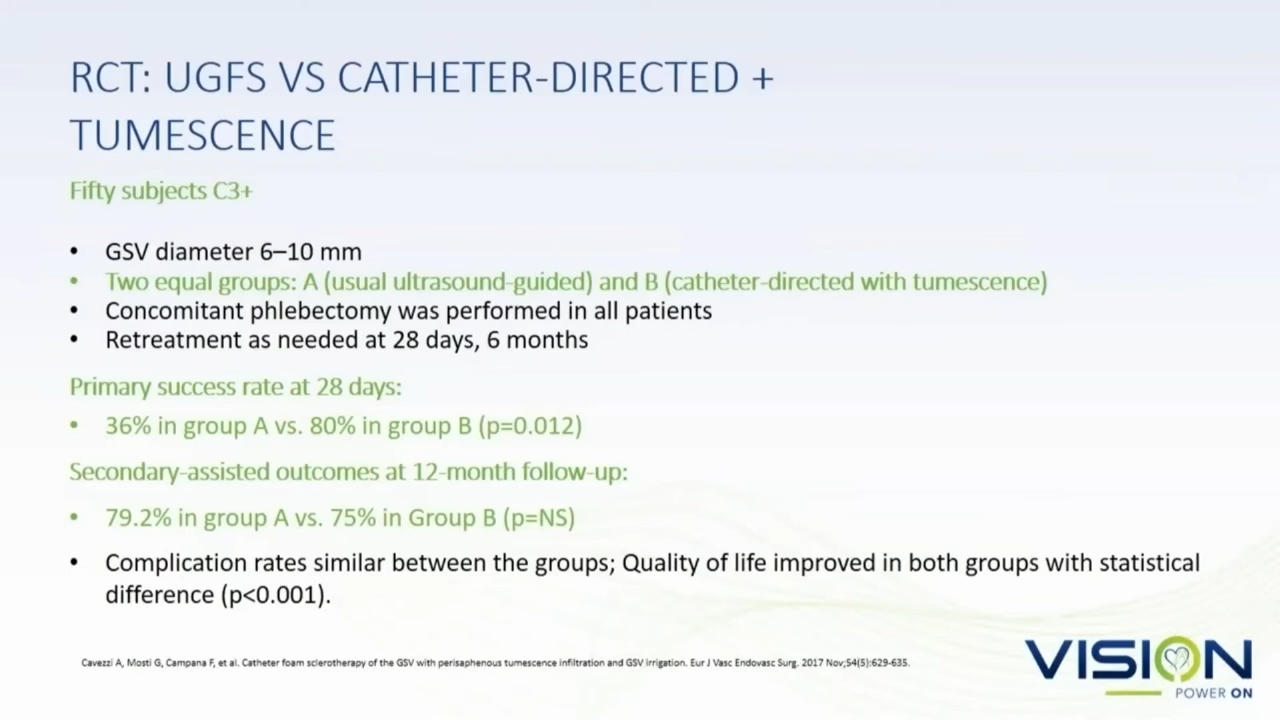 RCT: UGFS VS CATHETER-DIRECTED +
TUMESCENCE
Fifty subjects C3+
• GSV diameter 6–10 mm
• Two equal groups: A (usual ultrasound-guided) and B (catheter-directed with tumescence)
• Concomitant phlebectomy was performed in all patients
• Retreatment as needed at 28 days, 6 months
Primary success rate at 28 days:
• 36% in group A vs. 80% in group B (p=0.012)
Secondary-assisted outcomes at 12-month follow-up:
• 79.2% in group A vs. 75% in Group B (p=NS)
• Complication rates similar between the groups; Quality of life improved in both groups with statistical
difference (p<0.001).
Cavezzi A, Mosti G, Campana F, et al. Catheter foam sclerotherapy of the GSV with perisaphenous tumescence infiltration and GSV irrigation. Eur J Vasc Endovasc Surg. 2017 Nov;54(5):629-635.
VISION
POWER ON